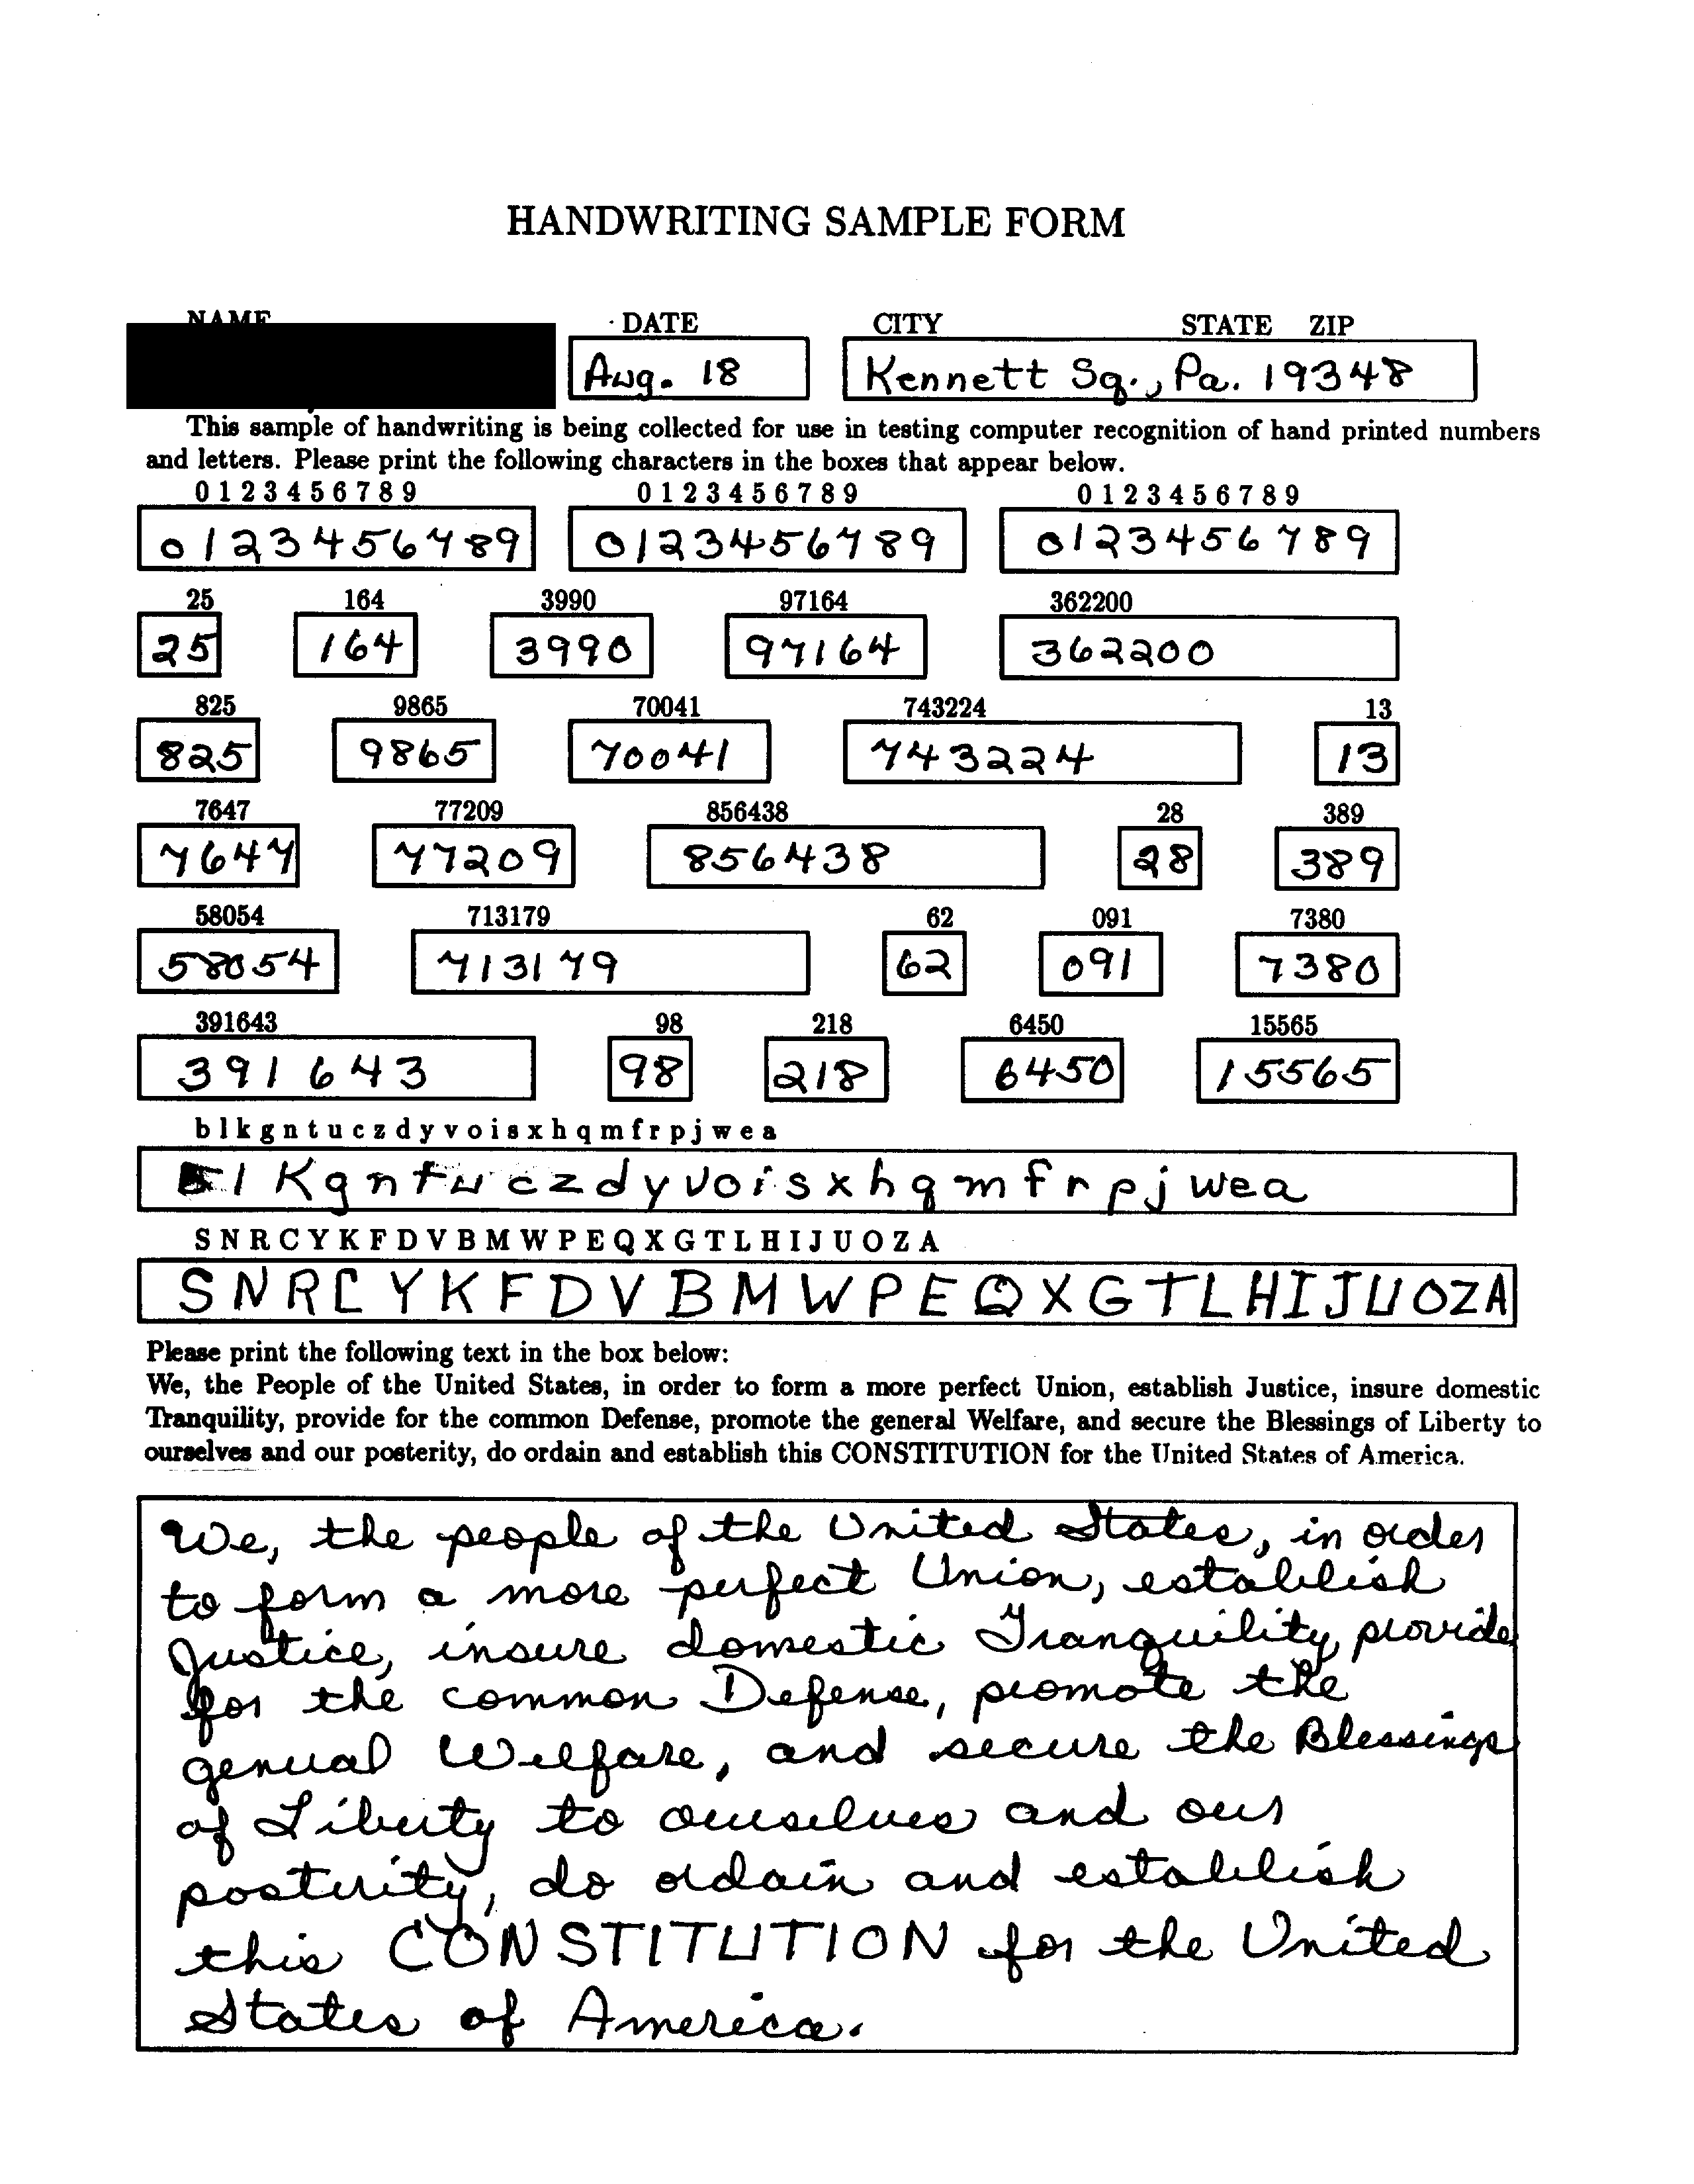 HANDWRITING SAMPLE FORM
NAME DATE CITY STATE ZIP
Aug. 18 Kennett Sq., Pa. 19348
This sample of handwriting is being collected for use in testing computer recognition of hand printed numbers
and letters. Please print the following characters in the boxes that appear below.
0 1 2 3 4 5 6 7 8 9 0 1 2 3 4 5 6 7 8 9 0 1 2 3 4 5 6 7 8 9
0123456789 0123456789 0123456789
25 164 3990 97164 362200
25 164 3990 97164 362200
825 9865 70041 743224 13
825 9865 70041 743224 13
7647 77209 856438 28 389
7647 77209 856438 28 389
58054 713179 62 091 7380
58054 713179 62 091 7380
391643 98 218 6450 15565
391643 98 218 6450 15565
b l k g n t u c z d y v o i s x h q m f r p j w e a
b l K g n t u c z d y v o i s x h q m f r p j w e a
S N R C Y K F D V B M W P E Q X G T L H I J U O Z A
S N R C Y K F D V B M W P E Q X G T L H I J U O Z A
Please print the following text in the box below:
We, the People of the United States, in order to form a more perfect Union, establish Justice, insure domestic
Tranquility, provide for the common Defense, promote the general Welfare, and secure the Blessings of Liberty to
ourselves and our posterity, do ordain and establish this CONSTITUTION for the United States of America.
We, the people of the United States, in order
to form a more perfect Union, establish
Justice, insure domestic Tranquility, provide
for the common Defense, promote the
general Welfare, and secure the Blessings
of Liberty to ourselves and our
posterity, do ordain and establish
this CONSTITUTION for the United
States of America.